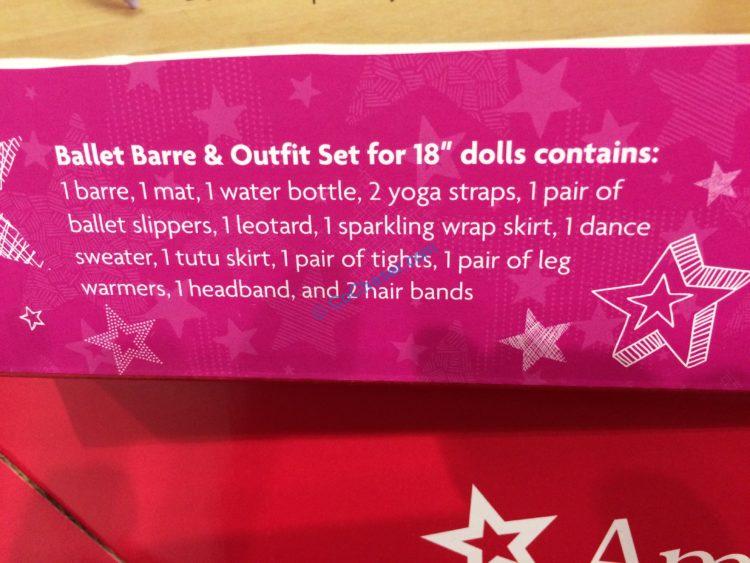 Ballet Barre & Outfit Set for 18" dolls contains:
1 barre, 1 mat, 1 water bottle, 2 yoga straps, 1 pair of
ballet slippers, 1 leotard, 1 sparkling wrap skirt, 1 dance
sweater, 1 tutu skirt, 1 pair of tights, 1 pair of leg
warmers, 1 headband, and 2 hair bands
Am